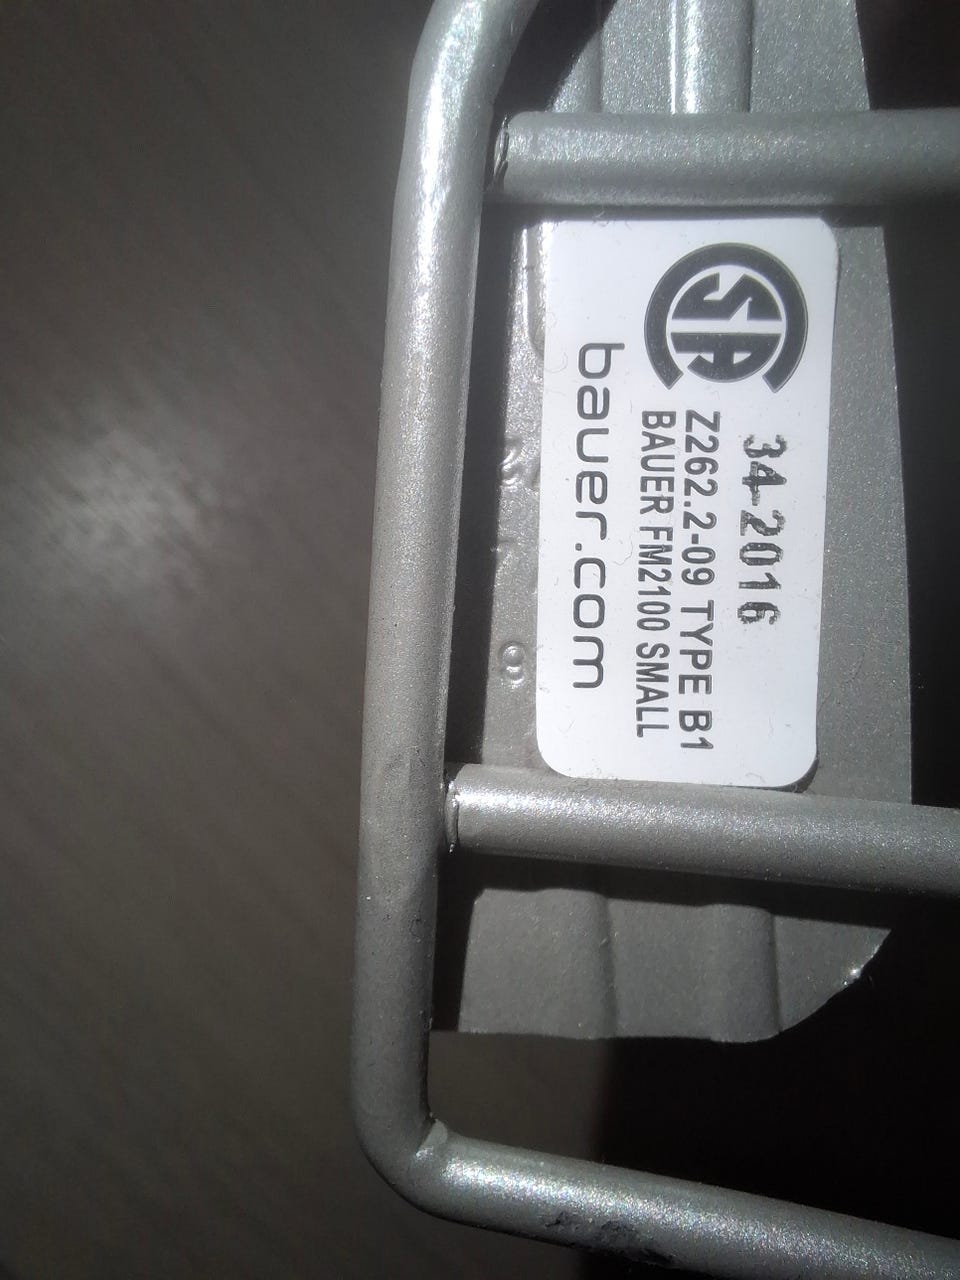 SA
34-2016
Z262.2-09 TYPE B1
BAUER FM2100 SMALL
bauer.com